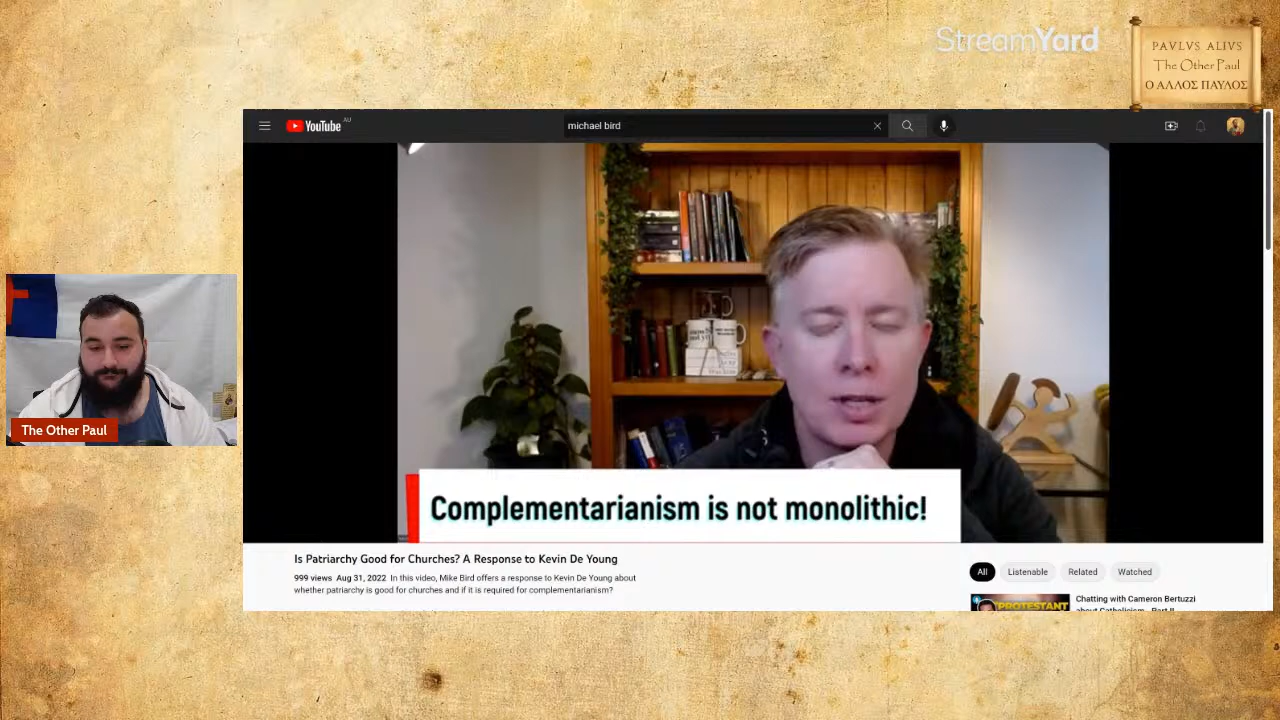 StreamYard
PAVLVS ALIVS
The Other Paul
Ο ΑΛΛΟΣ ΠΑΥΛΟΣ
YouTube AU
michael bird
The Other Paul
Complementarianism is not monolithic!
Is Patriarchy Good for Churches? A Response to Kevin De Young
999 views Aug 31, 2022 In this video, Mike Bird offers a response to Kevin De Young about
whether patriarchy is good for churches and if it is required for complementarianism?
All
Listenable
Related
Watched
PROTESTANT
Chatting with Cameron Bertuzzi
about Catholicism - Part II